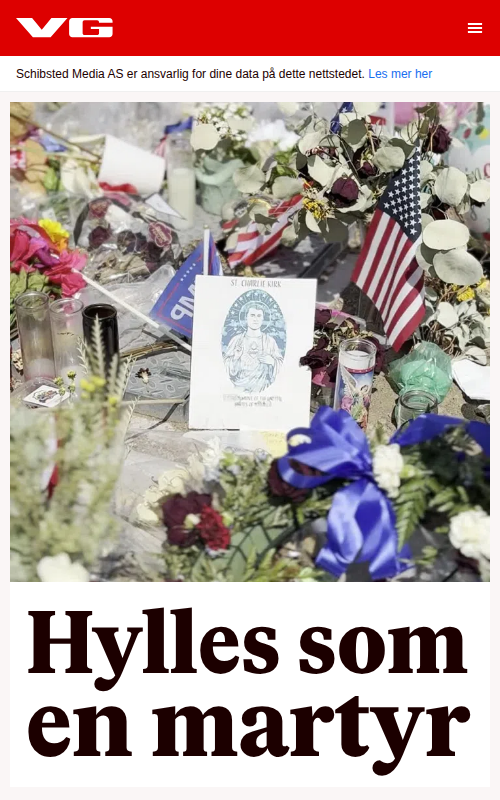 VG
Schibsted Media AS er ansvarlig for dine data på dette nettstedet. Les mer her
ST. CHARLIE KIRK
Hylles som
en martyr